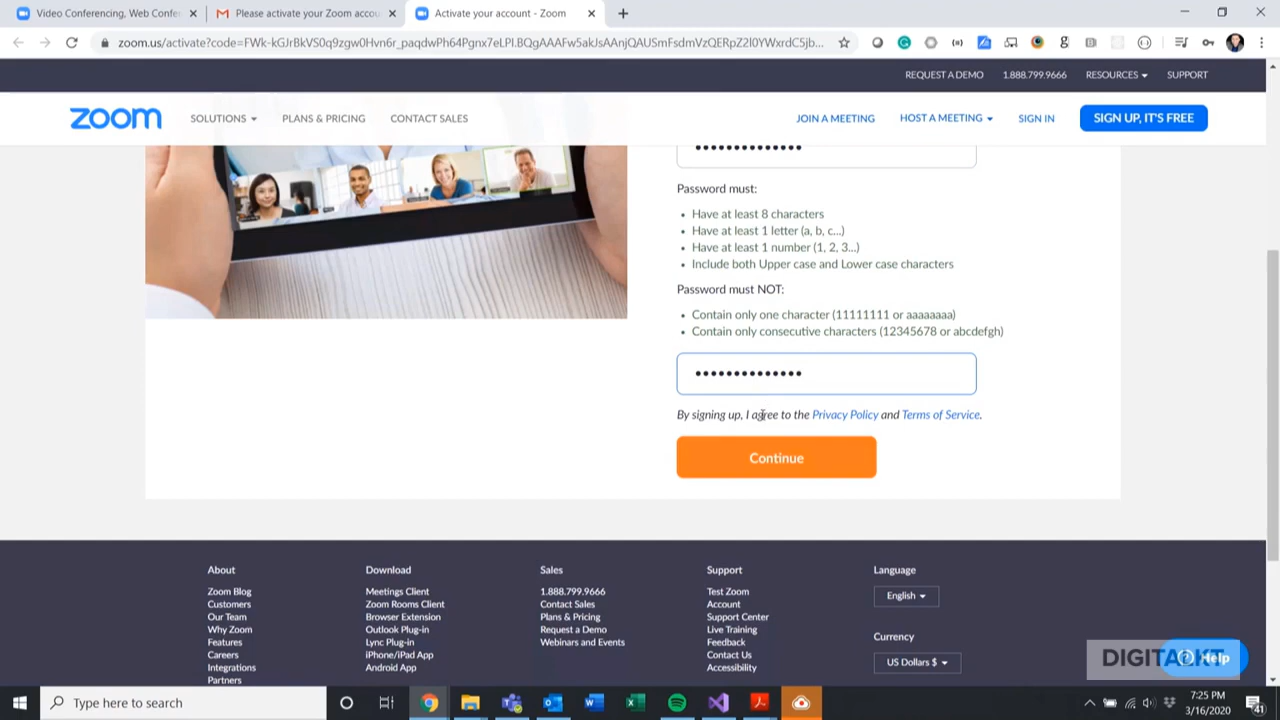 Video Conferencing, Web Confe
Please activate your Zoom accou
Activate your account - Zoom
REQUEST A DEMO 1.888.799.9666 RESOURCES SUPPORT
zoom SOLUTIONS PLANS & PRICING CONTACT SALES JOIN A MEETING HOST A MEETING SIGN IN SIGN UP, IT'S FREE
Password must:
• Have at least 8 characters
• Have at least 1 letter (a, b, c...)
• Have at least 1 number (1, 2, 3...)
• Include both Upper case and Lower case characters
Password must NOT:
• Contain only one character (11111111 or aaaaaaaa)
• Contain only consecutive characters (12345678 or abcdefgh)
By signing up, I agree to the Privacy Policy and Terms of Service.
Continue
About
Zoom Blog
Customers
Our Team
Why Zoom
Features
Careers
Integrations
Partners
Download
Meetings Client
Zoom Rooms Client
Browser Extension
Outlook Plug-in
Lync Plug-in
iPhone/iPad App
Android App
Sales
1.888.799.9666
Contact Sales
Plans & Pricing
Request a Demo
Webinars and Events
Support
Test Zoom
Account
Support Center
Live Training
Feedback
Contact Us
Accessibility
Language
English
Currency
US Dollars $
Help
Type here to search
7:25 PM
3/16/2020
41